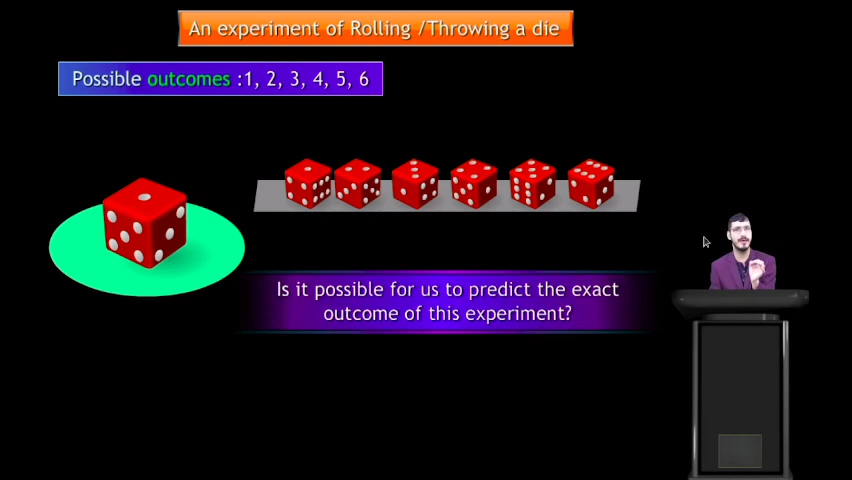 An experiment of Rolling /Throwing a die
Possible outcomes :1, 2, 3, 4, 5, 6
Is it possible for us to predict the exact
outcome of this experiment?